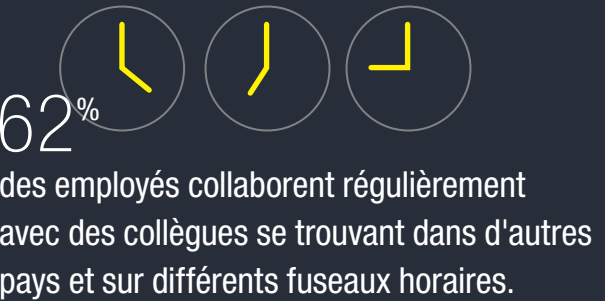 62%
des employés collaborent régulièrement
avec des collègues se trouvant dans d'autres
pays et sur différents fuseaux horaires.